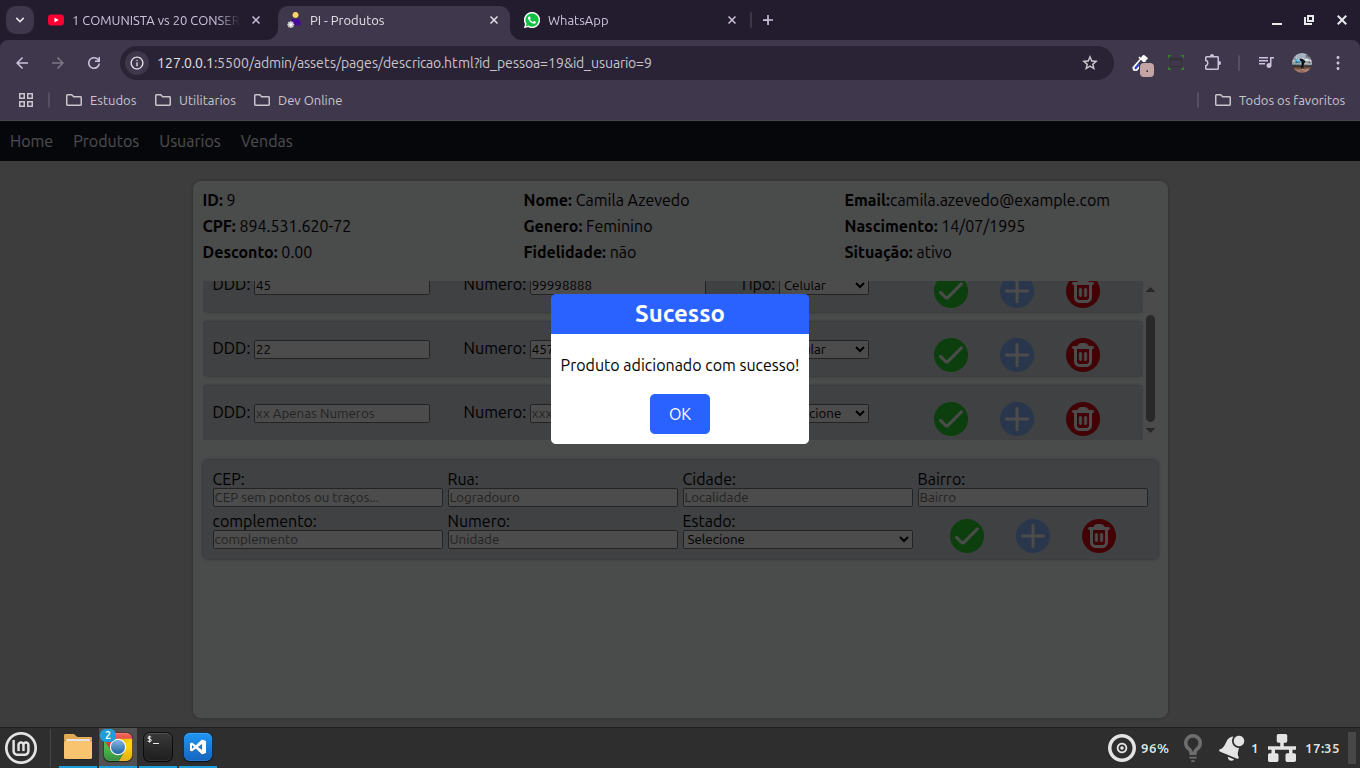 1 COMUNISTA vs 20 CONSER
PI - Produtos
WhatsApp
127.0.0.1:5500/admin/assets/pages/descricao.html?id_pessoa=19&id_usuario=9
Estudos
Utilitarios
Dev Online
Todos os favoritos
Home Produtos Usuarios Vendas
ID: 9 Nome: Camila Azevedo Email:camila.azevedo@example.com
CPF: 894.531.620-72 Genero: Feminino Nascimento: 14/07/1995
Desconto: 0.00 Fidelidade: não Situação: ativo
DDD: 45 Numero: 99998888 Tipo: Celular
Sucesso
DDD: 22 Numero: 457
Produto adicionado com sucesso!
DDD: xx Apenas Numeros Numero:
OK
CEP: Rua: Cidade: Bairro:
CEP sem pontos ou traços... Logradouro Localidade Bairro
complemento: Numero: Estado:
complemento Unidade Selecione
2
96%
1
17:35